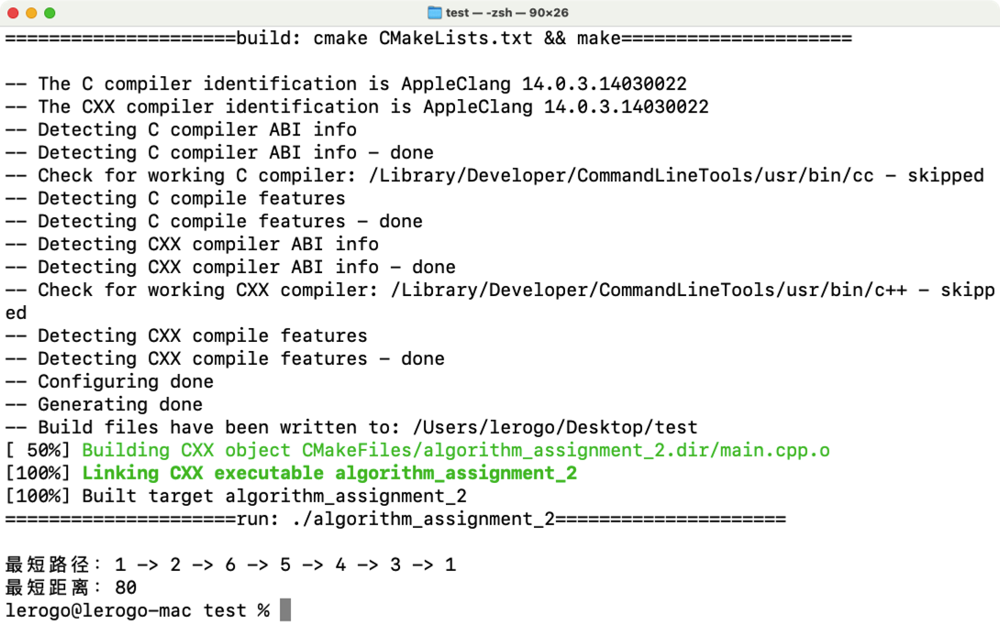 test — -zsh — 90×26
=====================build: cmake CMakeLists.txt && make=====================
-- The C compiler identification is AppleClang 14.0.3.14030022
-- The CXX compiler identification is AppleClang 14.0.3.14030022
-- Detecting C compiler ABI info
-- Detecting C compiler ABI info - done
-- Check for working C compiler: /Library/Developer/CommandLineTools/usr/bin/cc - skipped
-- Detecting C compile features
-- Detecting C compile features - done
-- Detecting CXX compiler ABI info
-- Detecting CXX compiler ABI info - done
-- Check for working CXX compiler: /Library/Developer/CommandLineTools/usr/bin/c++ - skipp
ed
-- Detecting CXX compile features
-- Detecting CXX compile features - done
-- Configuring done
-- Generating done
-- Build files have been written to: /Users/lerogo/Desktop/test
[ 50%] Building CXX object CMakeFiles/algorithm_assignment_2.dir/main.cpp.o
[100%] Linking CXX executable algorithm_assignment_2
[100%] Built target algorithm_assignment_2
=====================run: ./algorithm_assignment_2=====================
最短路径: 1 -> 2 -> 6 -> 5 -> 4 -> 3 -> 1
最短距离: 80
lerogo@lerogo-mac test %